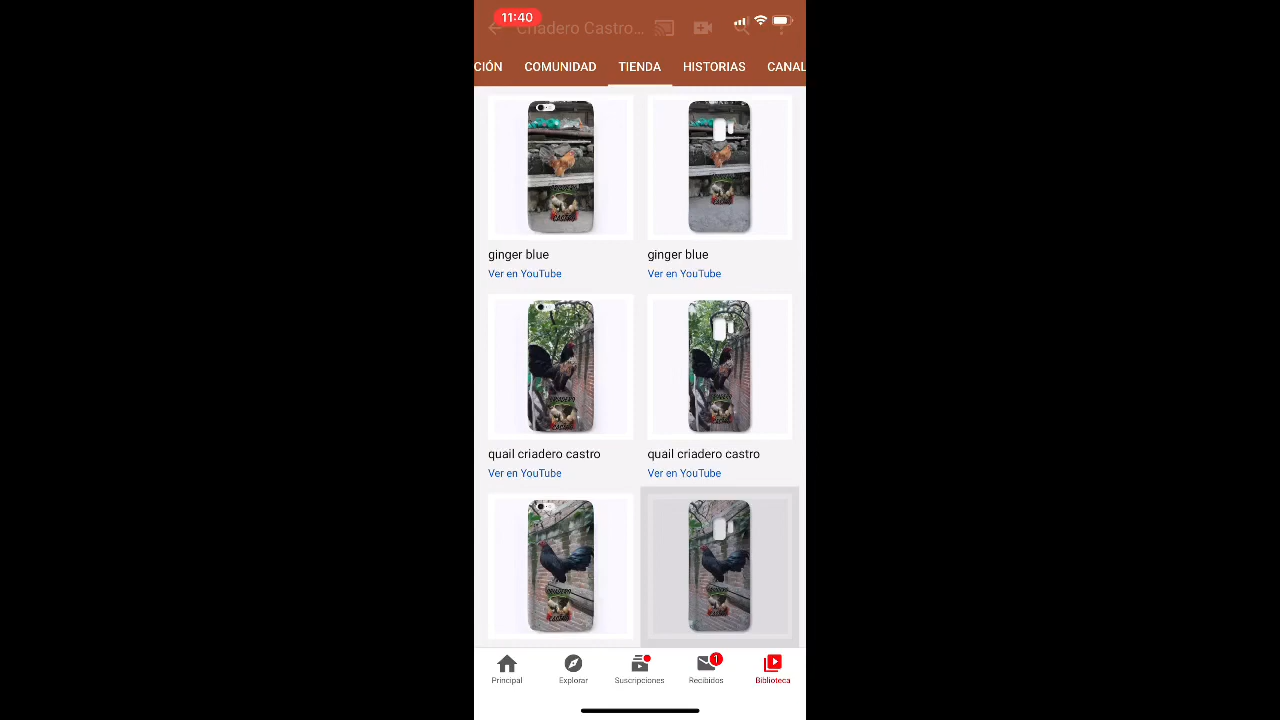 11:40
Criadero Castro...
CIÓN COMUNIDAD TIENDA HISTORIAS CANAL
ginger blue
Ver en YouTube
ginger blue
Ver en YouTube
quail criadero castro
Ver en YouTube
quail criadero castro
Ver en YouTube
1
Principal Explorar Suscripciones Recibidos Biblioteca